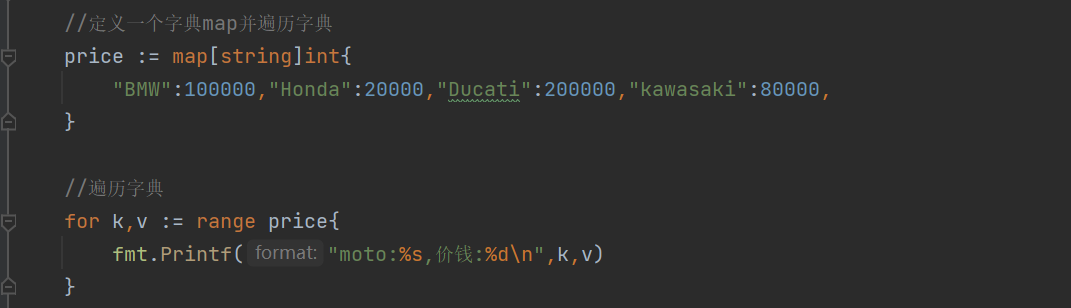 //定义一个字典map并遍历字典
price := map[string]int{
"BMW":100000,"Honda":20000,"Ducati":200000,"kawasaki":80000,
}
//遍历字典
for k,v := range price{
fmt.Printf( format: "moto:%s,价钱:%d\n",k,v)
}